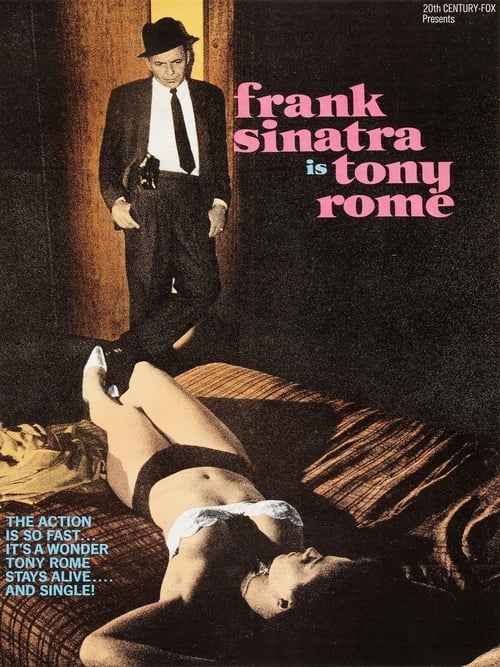 20th CENTURY-FOX
Presents
frank
sinatra
is tony
rome
THE ACTION
IS SO FAST...
IT'S A WONDER
TONY ROME
STAYS ALIVE....
AND SINGLE!